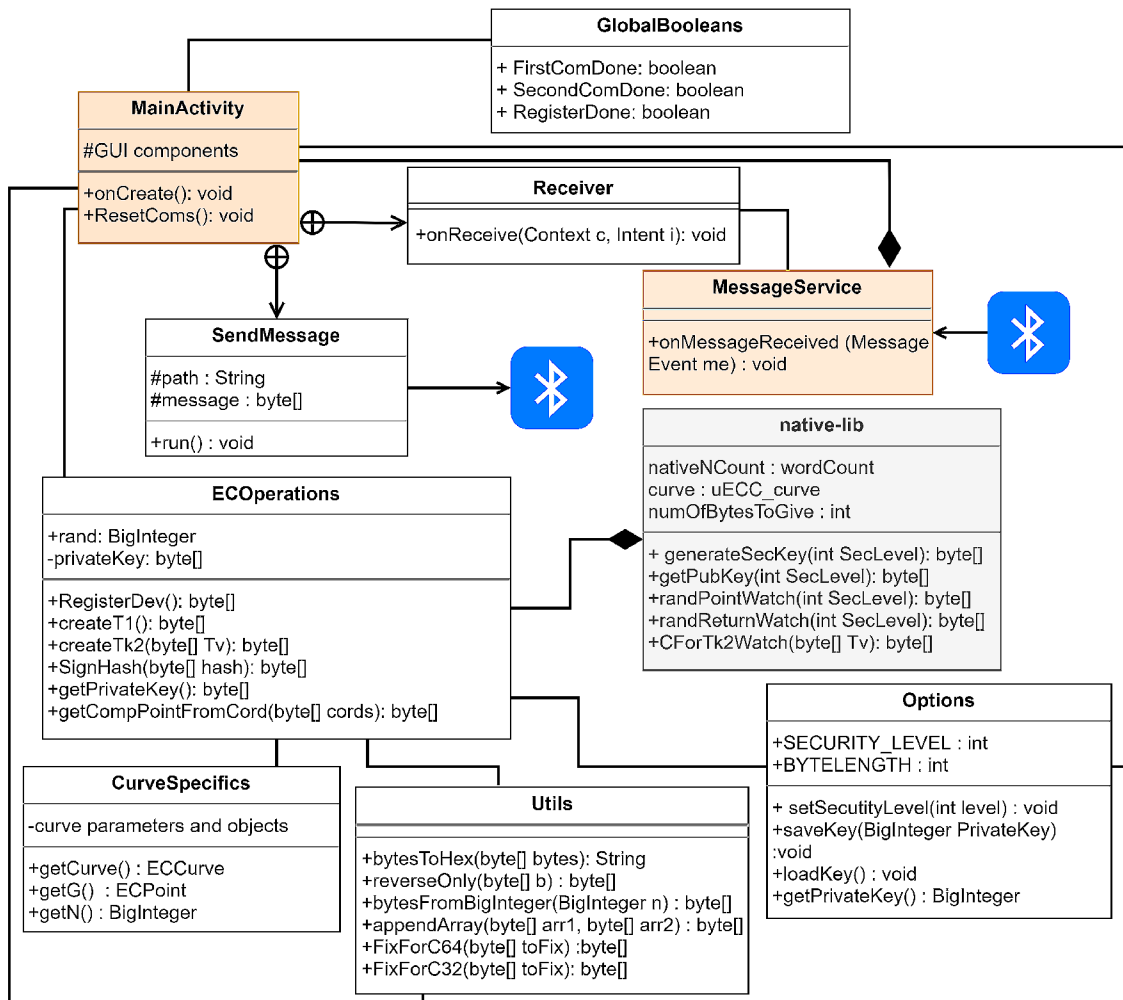 GlobalBooleans
+ FirstComDone: boolean
+ SecondComDone: boolean
+ RegisterDone: boolean
MainActivity
#GUI components
+onCreate(): void
+ResetComs(): void
Receiver
+onReceive(Context c, Intent i): void
MessageService
+onMessageReceived (Message
Event me) : void
SendMessage
#path : String
#message : byte[]
+run() : void
native-lib
nativeNCount : wordCount
curve : uECC_curve
numOfBytesToGive : int
+ generateSecKey(int SecLevel): byte[]
+getPubKey(int SecLevel): byte[]
+randPointWatch(int SecLevel): byte[]
+randReturnWatch(int SecLevel): byte[]
+CForTk2Watch(byte[] Tv): byte[]
ECOperations
+rand: BigInteger
-privateKey: byte[]
+RegisterDev(): byte[]
+createT1(): byte[]
+createTk2(byte[] Tv): byte[]
+SignHash(byte[] hash): byte[]
+getPrivateKey(): byte[]
+getCompPointFromCord(byte[] cords): byte[]
Options
+SECURITY_LEVEL : int
+BYTELENGTH : int
+ setSecutityLevel(int level) : void
+saveKey(BigInteger PrivateKey)
:void
+loadKey() : void
+getPrivateKey() : BigInteger
CurveSpecifics
-curve parameters and objects
+getCurve() : ECCurve
+getG() : ECPoint
+getN() : BigInteger
Utils
+bytesToHex(byte[] bytes): String
+reverseOnly(byte[] b) : byte[]
+bytesFromBigInteger(BigInteger n) : byte[]
+appendArray(byte[] arr1, byte[] arr2) : byte[]
+FixForC64(byte[] toFix) :byte[]
+FixForC32(byte[] toFix): byte[]